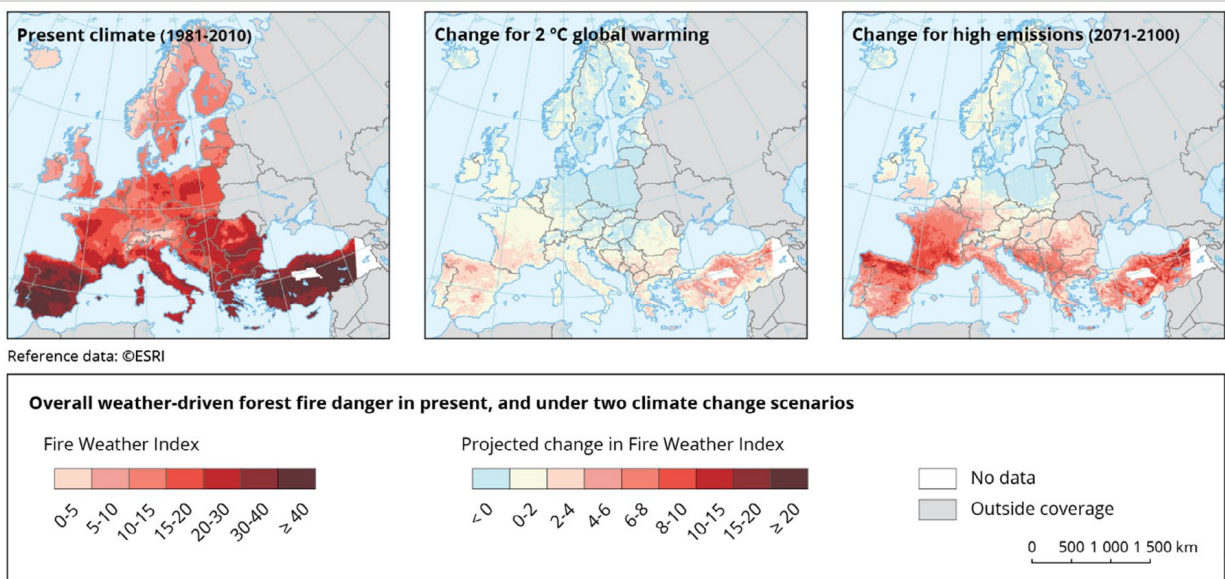 Present climate (1981-2010)
Change for 2 °C global warming
Change for high emissions (2071-2100)
Reference data: ©ESRI
Overall weather-driven forest fire danger in present, and under two climate change scenarios
Fire Weather Index
0-5
5-10
10-15
15-20
20-30
30-40
≥ 40
Projected change in Fire Weather Index
< 0
0-2
2-4
4-6
6-8
8-10
10-15
15-20
≥ 20
No data
Outside coverage
0 500 1 000 1 500 km